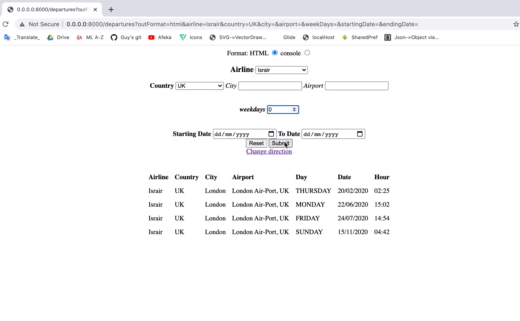 0.0.0.0:8000/departures?outF
Not Secure | 0.0.0.0:8000/departures?outFormat=html&airline=israir&country=UK&city=&airport=&weekDays=&startingDate=&endingDate=
_Translate_ Drive ML A-Z Guy's git Afeka YouTube Icons SVG->VectorDraw... Glide localHost SharedPref Json->Object view...
Format: HTML console
Airline Israir
Country UK City Airport
weekdays 0
Starting Date dd/mm/yyyy To Date dd/mm/yyyy
Reset Submit
Change direction
Airline Country City Airport Day Date Hour
Israir UK London London Air-Port, UK THURSDAY 20/02/2020 02:25
Israir UK London London Air-Port, UK MONDAY 22/06/2020 15:02
Israir UK London London Air-Port, UK FRIDAY 24/07/2020 14:54
Israir UK London London Air-Port, UK SUNDAY 15/11/2020 04:42